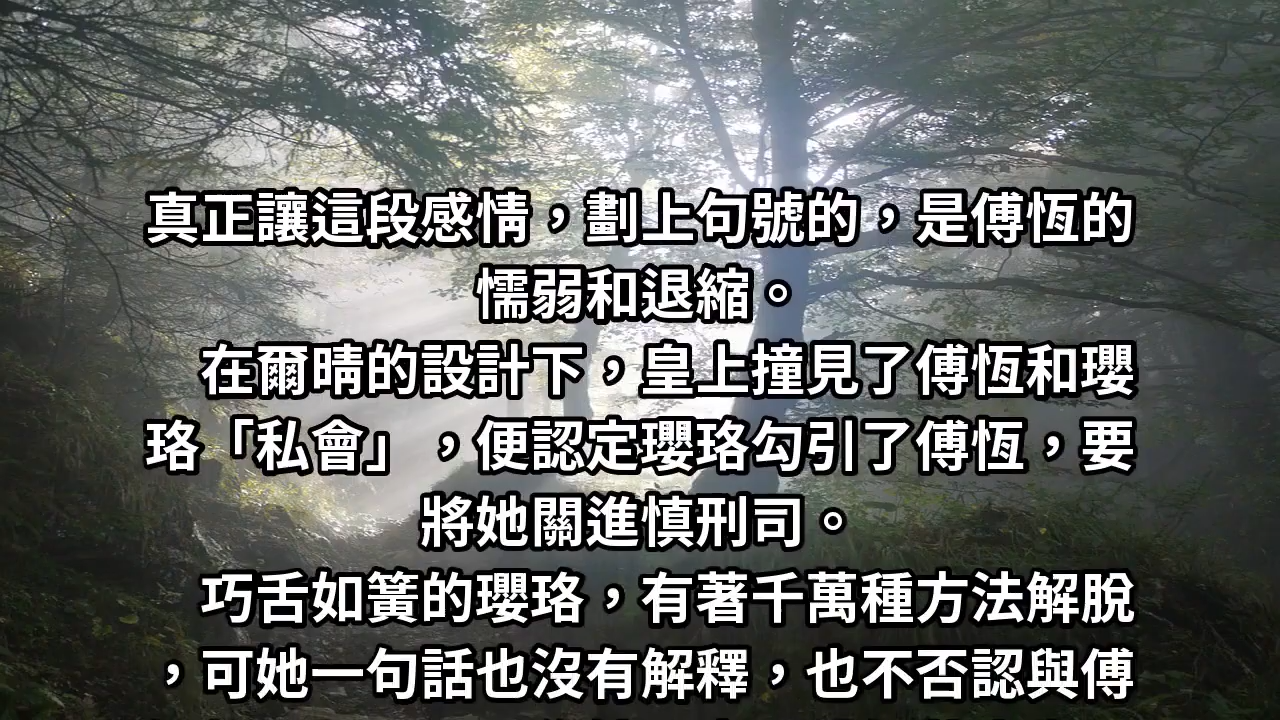 真正讓這段感情，劃上句號的，是傅恆的
懦弱和退縮。
在爾晴的設計下，皇上撞見了傅恆和瓔
珞「私會」，便認定瓔珞勾引了傅恆，要
將她關進慎刑司。
巧舌如簧的瓔珞，有著千萬種方法解脫
，可她一句話也沒有解釋，也不否認與傅